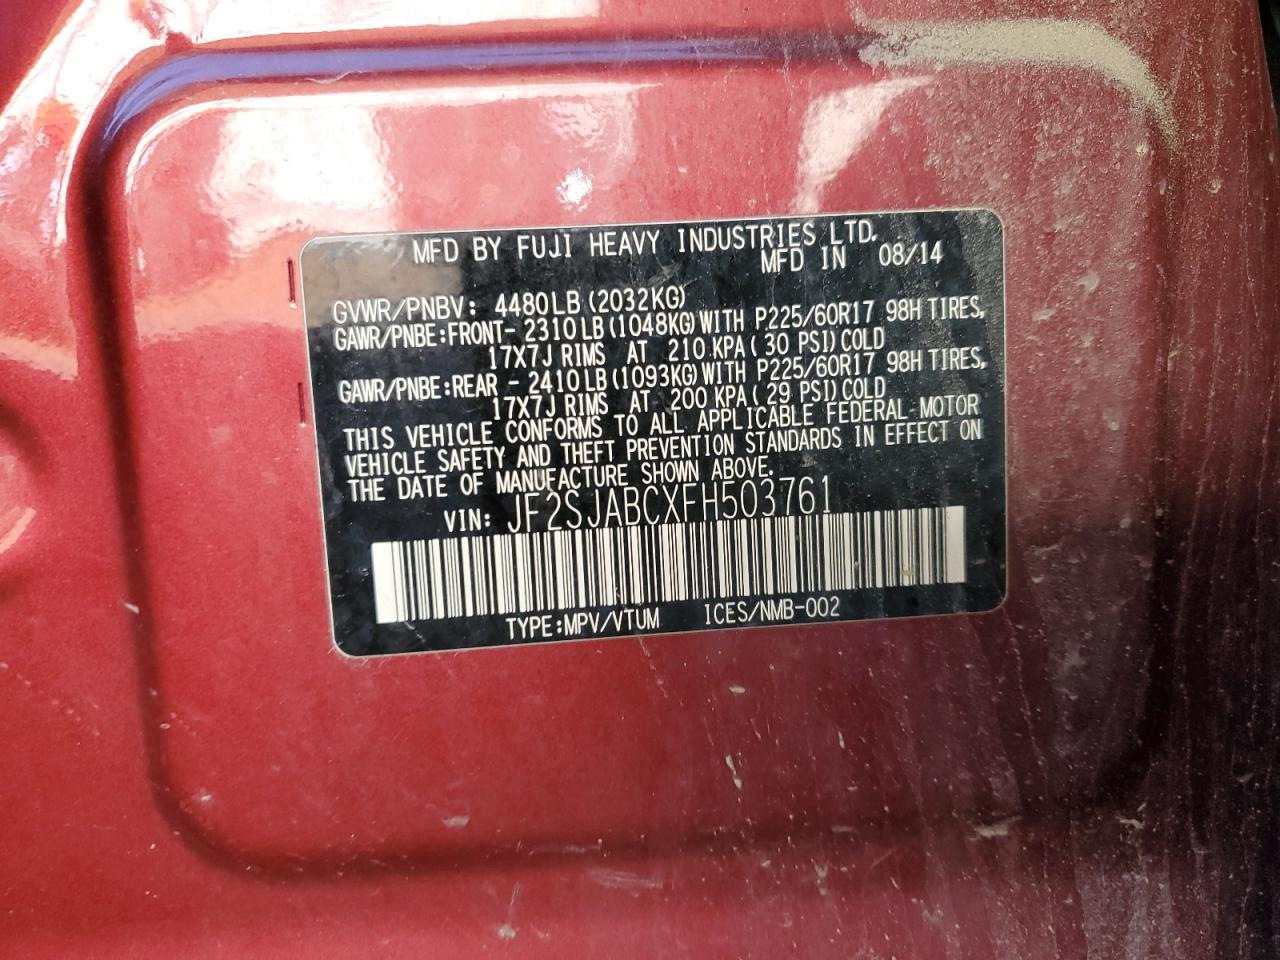 MFD BY FUJI HEAVY INDUSTRIES LTD.
MFD IN 08/14
GVWR/PNBV: 4480LB (2032KG)
GAWR/PNBE:FRONT- 2310LB (1048KG) WITH P225/60R17 98H TIRES,
17X7J RIMS AT 210 KPA( 30 PSI) COLD
GAWR/PNBE:REAR - 2410LB (1093KG) WITH P225/60R17 98H TIRES,
17X7J RIMS AT 200 KPA( 29 PSI) COLD
THIS VEHICLE CONFORMS TO ALL APPLICABLE FEDERAL MOTOR
VEHICLE SAFETY AND THEFT PREVENTION STANDARDS IN EFFECT ON
THE DATE OF MANUFACTURE SHOWN ABOVE.
VIN: JF2SJABCXFH503761
TYPE:MPV/VTUM ICES/NMB-002